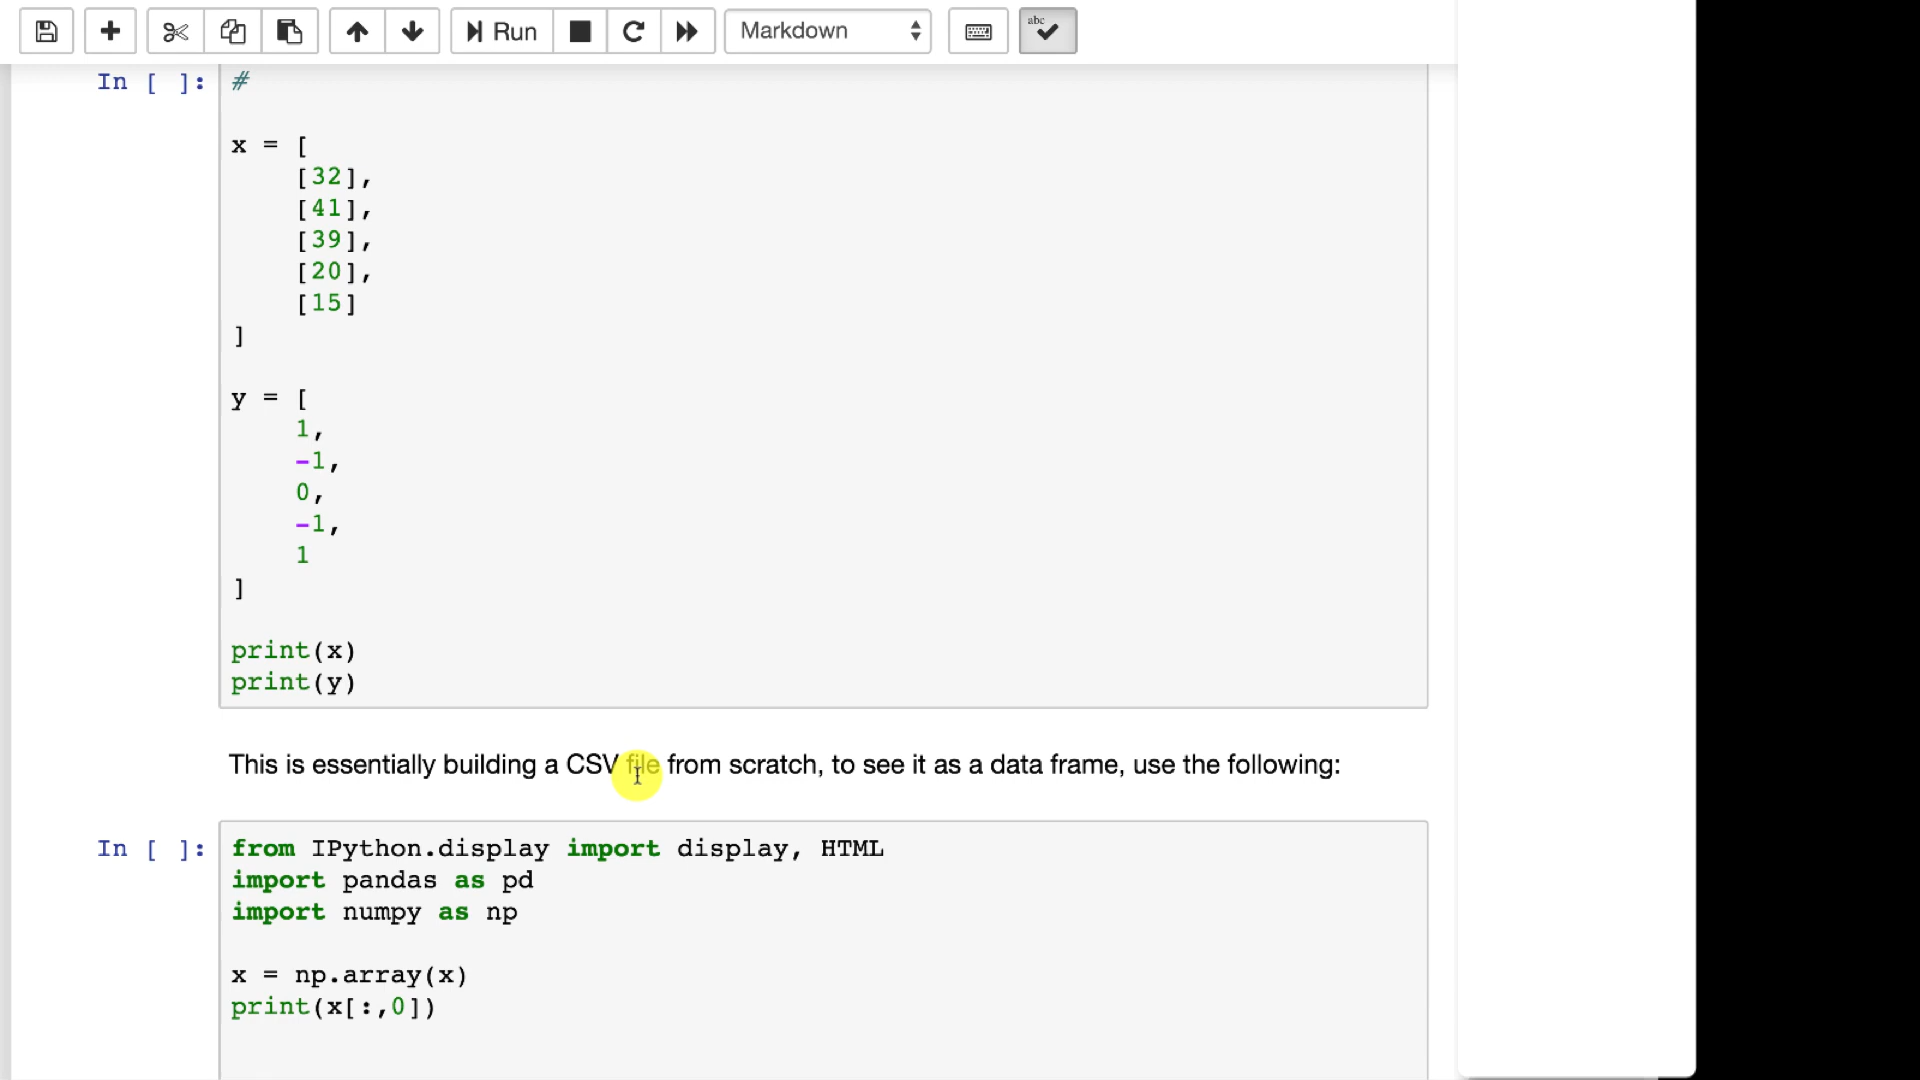 Run
Markdown
abc
In [ ]:
#
x = [
[32],
[41],
[39],
[20],
[15]
]
y = [
1,
-1,
0,
-1,
1
]
print(x)
print(y)
This is essentially building a CSV file from scratch, to see it as a data frame, use the following:
In [ ]:
from IPython.display import display, HTML
import pandas as pd
import numpy as np
x = np.array(x)
print(x[:,0])